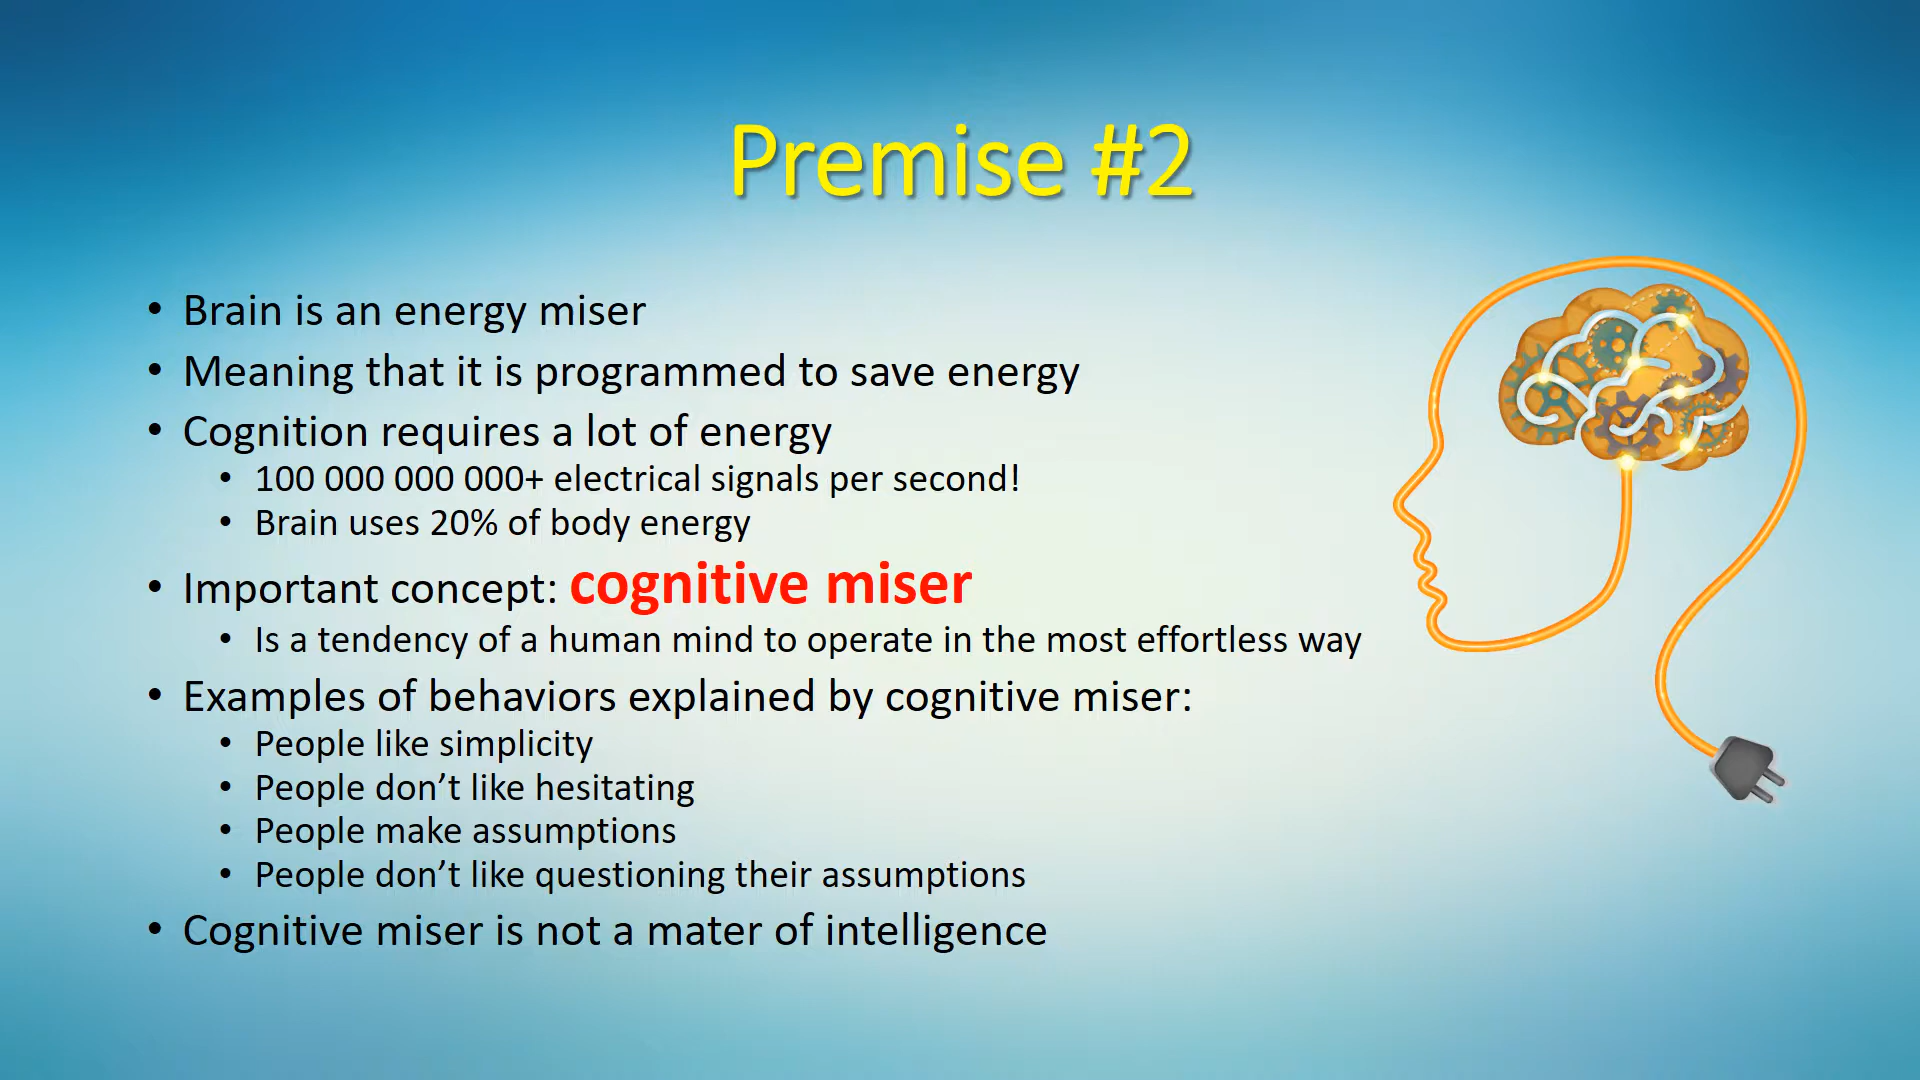 Premise #2
• Brain is an energy miser
• Meaning that it is programmed to save energy
• Cognition requires a lot of energy
• 100 000 000 000+ electrical signals per second!
• Brain uses 20% of body energy
• Important concept: cognitive miser
• Is a tendency of a human mind to operate in the most effortless way
• Examples of behaviors explained by cognitive miser:
• People like simplicity
• People don’t like hesitating
• People make assumptions
• People don’t like questioning their assumptions
• Cognitive miser is not a mater of intelligence